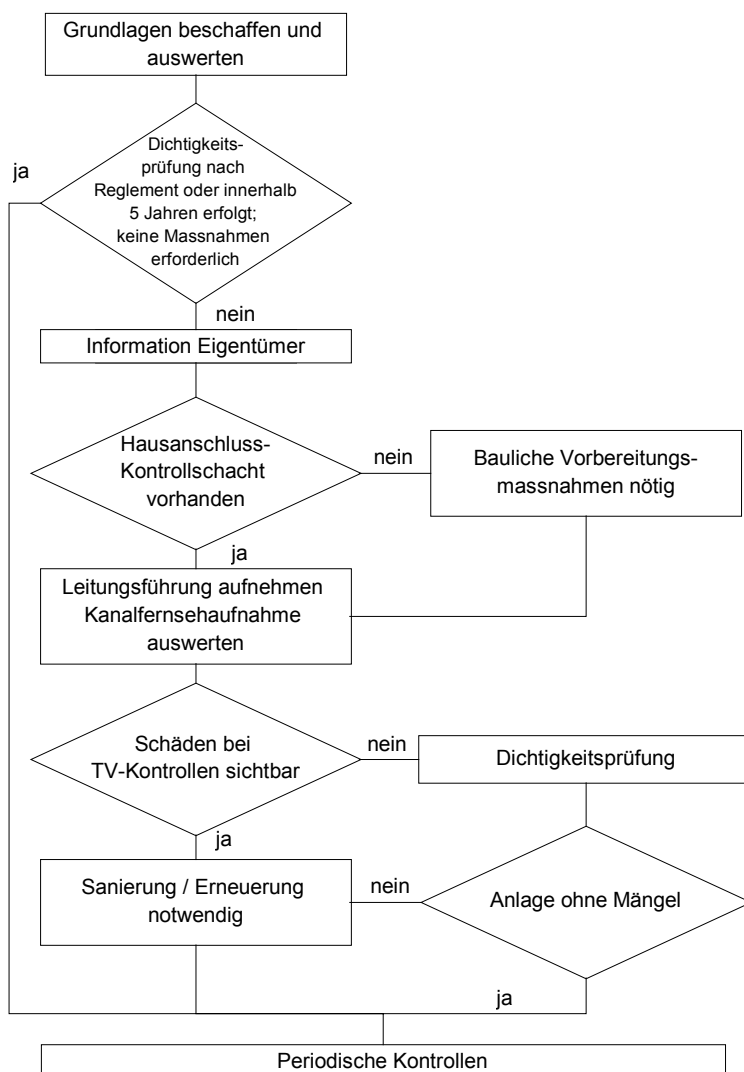 Grundlagen beschaffen und
auswerten
Dichtigkeits-
prüfung nach
Reglement oder innerhalb
5 Jahren erfolgt;
keine Massnahmen
erforderlich
ja
nein
Information Eigentümer
Hausanschluss-
Kontrollschacht
vorhanden
nein
Bauliche Vorbereitungs-
massnahmen nötig
ja
Leitungsführung aufnehmen
Kanalfernsehaufnahme
auswerten
Schäden bei
TV-Kontrollen sichtbar
nein
Dichtigkeitsprüfung
ja
Sanierung / Erneuerung
notwendig
nein
Anlage ohne Mängel
ja
Periodische Kontrollen